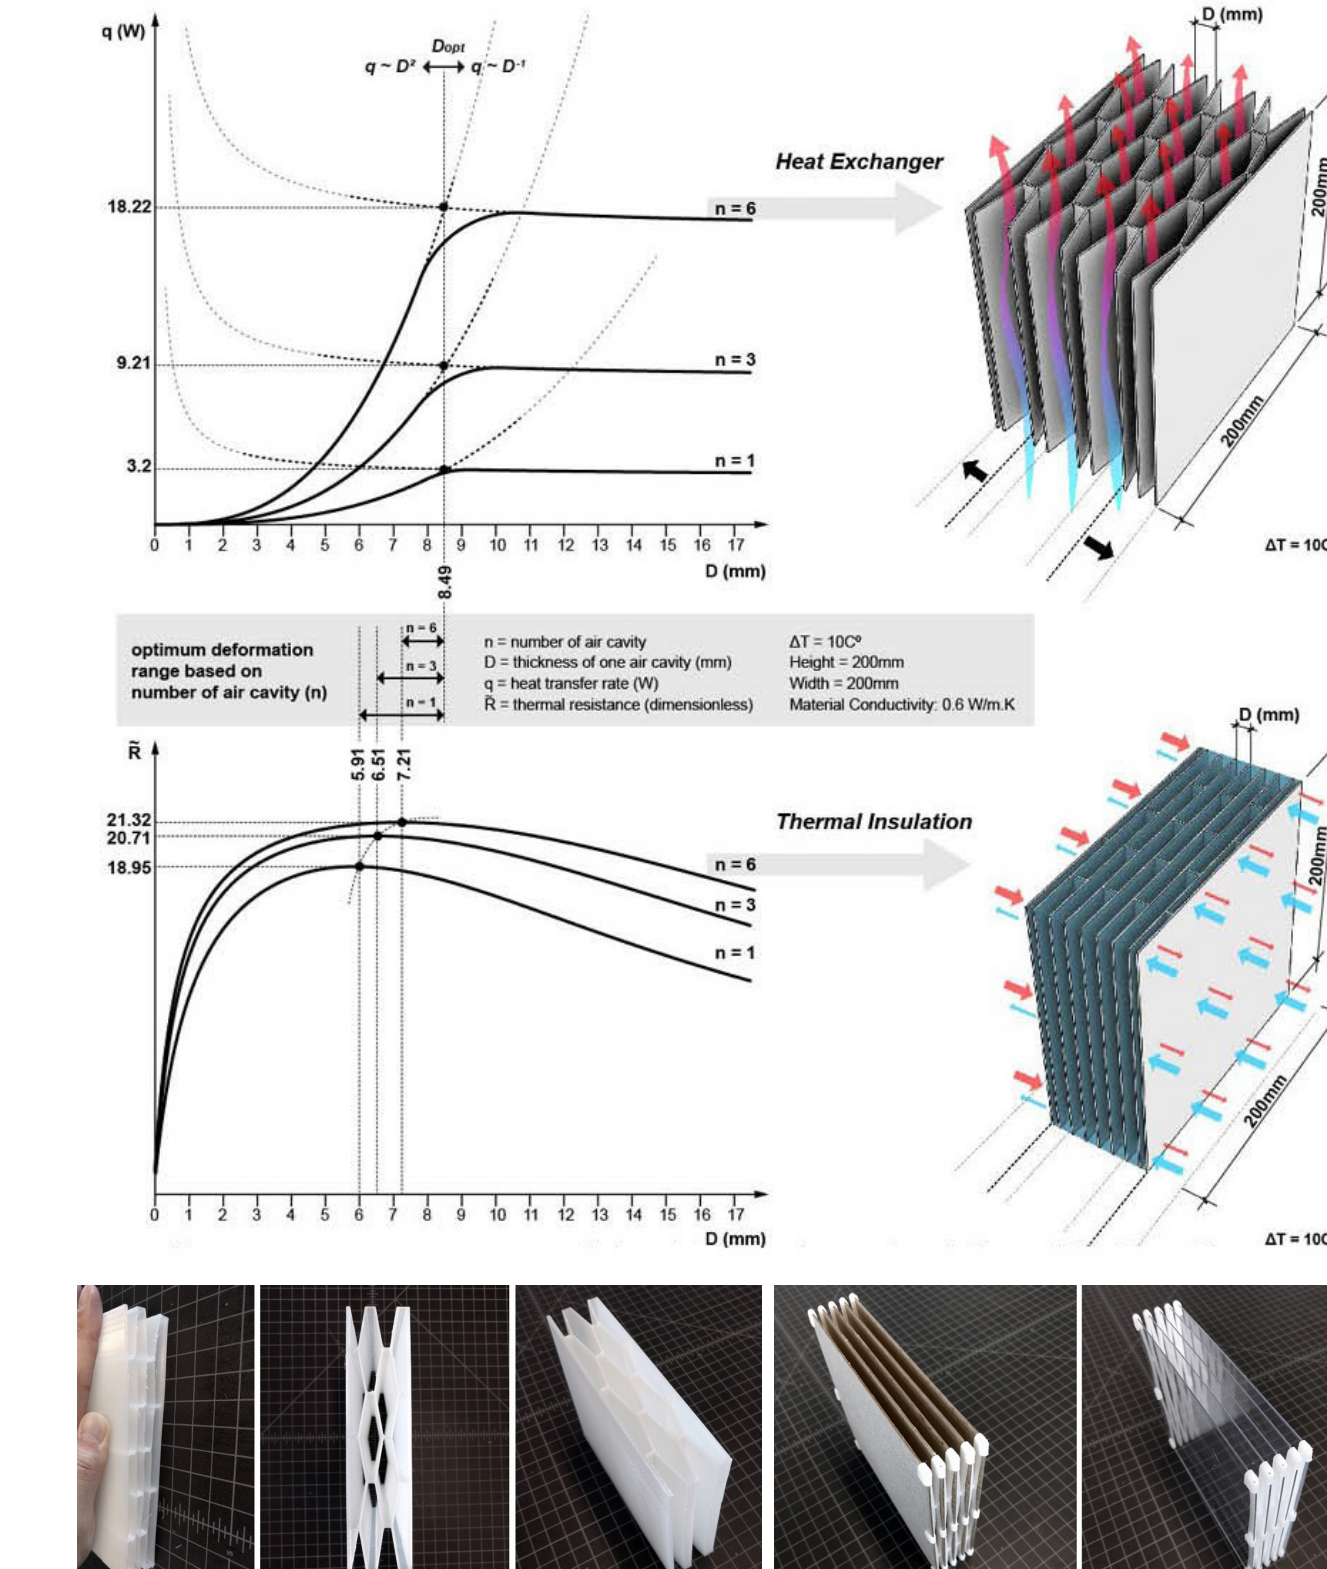 q (W)
Dopt
q ~ D² q ~ D⁻¹
18.22
9.21
3.2
n = 6
n = 3
n = 1
0 1 2 3 4 5 6 7 8 9 10 11 12 13 14 15 16 17
D (mm)
8.49
Heat Exchanger
D (mm)
200mm
200mm
ΔT = 10C
optimum deformation
range based on
number of air cavity (n)
n = 6
n = 3
n = 1
n = number of air cavity
D = thickness of one air cavity (mm)
q = heat transfer rate (W)
R̃ = thermal resistance (dimensionless)
ΔT = 10Cº
Height = 200mm
Width = 200mm
Material Conductivity: 0.6 W/m.K
R̃
5.91
6.51
7.21
21.32
20.71
18.95
n = 6
n = 3
n = 1
0 1 2 3 4 5 6 7 8 9 10 11 12 13 14 15 16 17
D (mm)
Thermal Insulation
D (mm)
200mm
200mm
ΔT = 10C